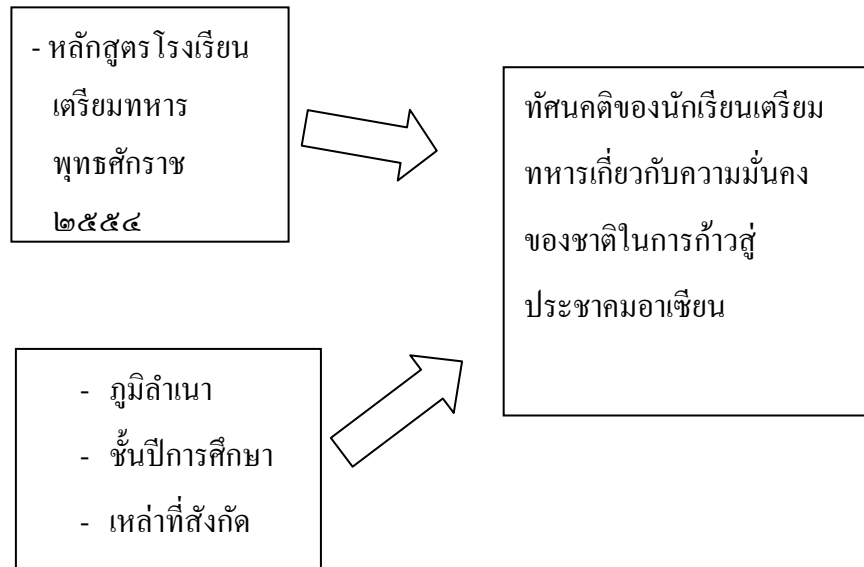 - หลักสูตรโรงเรียน
เตรียมทหาร
พุทธศักราช
๒๕๕๔
ทัศนคติของนักเรียนเตรียม
ทหารเกี่ยวกับความมั่นคง
ของชาติในการก้าวสู่
ประชาคมอาเซียน
- ภูมิลำเนา
- ชั้นปีการศึกษา
- เหล่าที่สังกัด